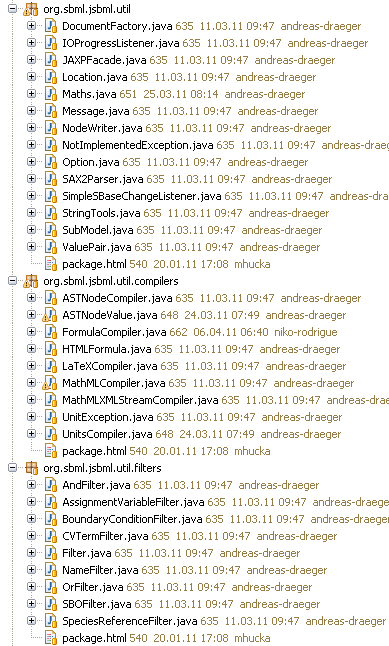 org.sbml.jsbml.util
DocumentFactory.java 635 11.03.11 09:47 andreas-draeger
IOProgressListener.java 635 11.03.11 09:47 andreas-draeger
JAXPFacade.java 635 11.03.11 09:47 andreas-draeger
Location.java 635 11.03.11 09:47 andreas-draeger
Maths.java 651 25.03.11 08:14 andreas-draeger
Message.java 635 11.03.11 09:47 andreas-draeger
NodeWriter.java 635 11.03.11 09:47 andreas-draeger
NotImplementedException.java 635 11.03.11 09:47 andreas-draeg
Option.java 635 11.03.11 09:47 andreas-draeger
SAX2Parser.java 635 11.03.11 09:47 andreas-draeger
SimpleSBaseChangeListener.java 635 11.03.11 09:47 andreas-drae
StringTools.java 635 11.03.11 09:47 andreas-draeger
SubModel.java 635 11.03.11 09:47 andreas-draeger
ValuePair.java 635 11.03.11 09:47 andreas-draeger
package.html 540 20.01.11 17:08 mhucka
org.sbml.jsbml.util.compilers
ASTNodeCompiler.java 635 11.03.11 09:47 andreas-draeger
ASTNodeValue.java 648 24.03.11 07:49 andreas-draeger
FormulaCompiler.java 662 06.04.11 06:40 niko-rodrigue
HTMLFormula.java 635 11.03.11 09:47 andreas-draeger
LaTeXCompiler.java 635 11.03.11 09:47 andreas-draeger
MathMLCompiler.java 635 11.03.11 09:47 andreas-draeger
MathMLXMLStreamCompiler.java 635 11.03.11 09:47 andreas-drae
UnitException.java 635 11.03.11 09:47 andreas-draeger
UnitsCompiler.java 648 24.03.11 07:49 andreas-draeger
package.html 540 20.01.11 17:08 mhucka
org.sbml.jsbml.util.filters
AndFilter.java 635 11.03.11 09:47 andreas-draeger
AssignmentVariableFilter.java 635 11.03.11 09:47 andreas-draege
BoundaryConditionFilter.java 635 11.03.11 09:47 andreas-draeger
CVTermFilter.java 635 11.03.11 09:47 andreas-draeger
Filter.java 635 11.03.11 09:47 andreas-draeger
NameFilter.java 635 11.03.11 09:47 andreas-draeger
OrFilter.java 635 11.03.11 09:47 andreas-draeger
SBOFilter.java 635 11.03.11 09:47 andreas-draeger
SpeciesReferenceFilter.java 635 11.03.11 09:47 andreas-draeger
package.html 540 20.01.11 17:08 mhucka